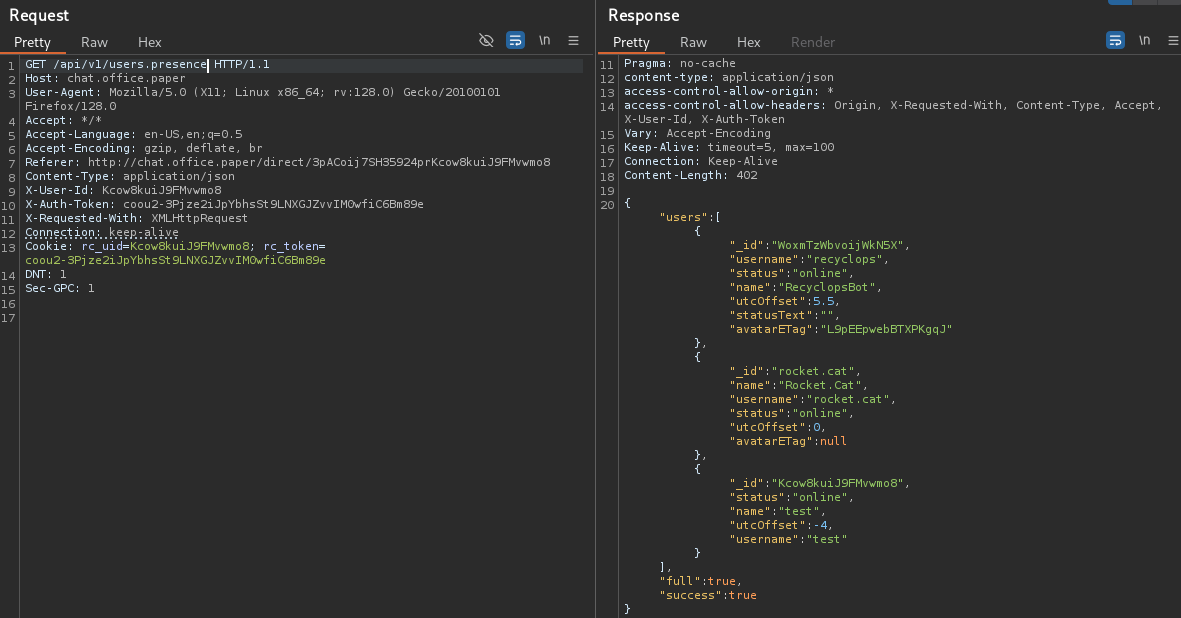 Request
Pretty Raw Hex \n
1 GET /api/v1/users.presence HTTP/1.1
2 Host: chat.office.paper
3 User-Agent: Mozilla/5.0 (X11; Linux x86_64; rv:128.0) Gecko/20100101
Firefox/128.0
4 Accept: */*
5 Accept-Language: en-US,en;q=0.5
6 Accept-Encoding: gzip, deflate, br
7 Referer: http://chat.office.paper/direct/3pACoij7SH35924prKcow8kuiJ9FMvwmo8
8 Content-Type: application/json
9 X-User-Id: Kcow8kuiJ9FMvwmo8
10 X-Auth-Token: coou2-3Pjze2iJpYbhsSt9LNXGJZvvIMOwfiC6Bm89e
11 X-Requested-With: XMLHttpRequest
12 Connection: keep-alive
13 Cookie: rc_uid=Kcow8kuiJ9FMvwmo8; rc_token=
coou2-3Pjze2iJpYbhsSt9LNXGJZvvIMOwfiC6Bm89e
14 DNT: 1
15 Sec-GPC: 1
16
17
Response
Pretty Raw Hex Render \n
11 Pragma: no-cache
12 content-type: application/json
13 access-control-allow-origin: *
14 access-control-allow-headers: Origin, X-Requested-With, Content-Type, Accept,
X-User-Id, X-Auth-Token
15 Vary: Accept-Encoding
16 Keep-Alive: timeout=5, max=100
17 Connection: Keep-Alive
18 Content-Length: 402
19
20 {
"users":[
{
"_id":"WoxmTzWbvoijWkN5X",
"username":"recyclops",
"status":"online",
"name":"RecyclopsBot",
"utcOffset":5.5,
"statusText":"",
"avatarETag":"L9pEEpwebBTXPKgqJ"
},
{
"_id":"rocket.cat",
"name":"Rocket.Cat",
"username":"rocket.cat",
"status":"online",
"utcOffset":0,
"avatarETag":null
},
{
"_id":"Kcow8kuiJ9FMvwmo8",
"status":"online",
"name":"test",
"utcOffset":-4,
"username":"test"
}
],
"full":true,
"success":true
}